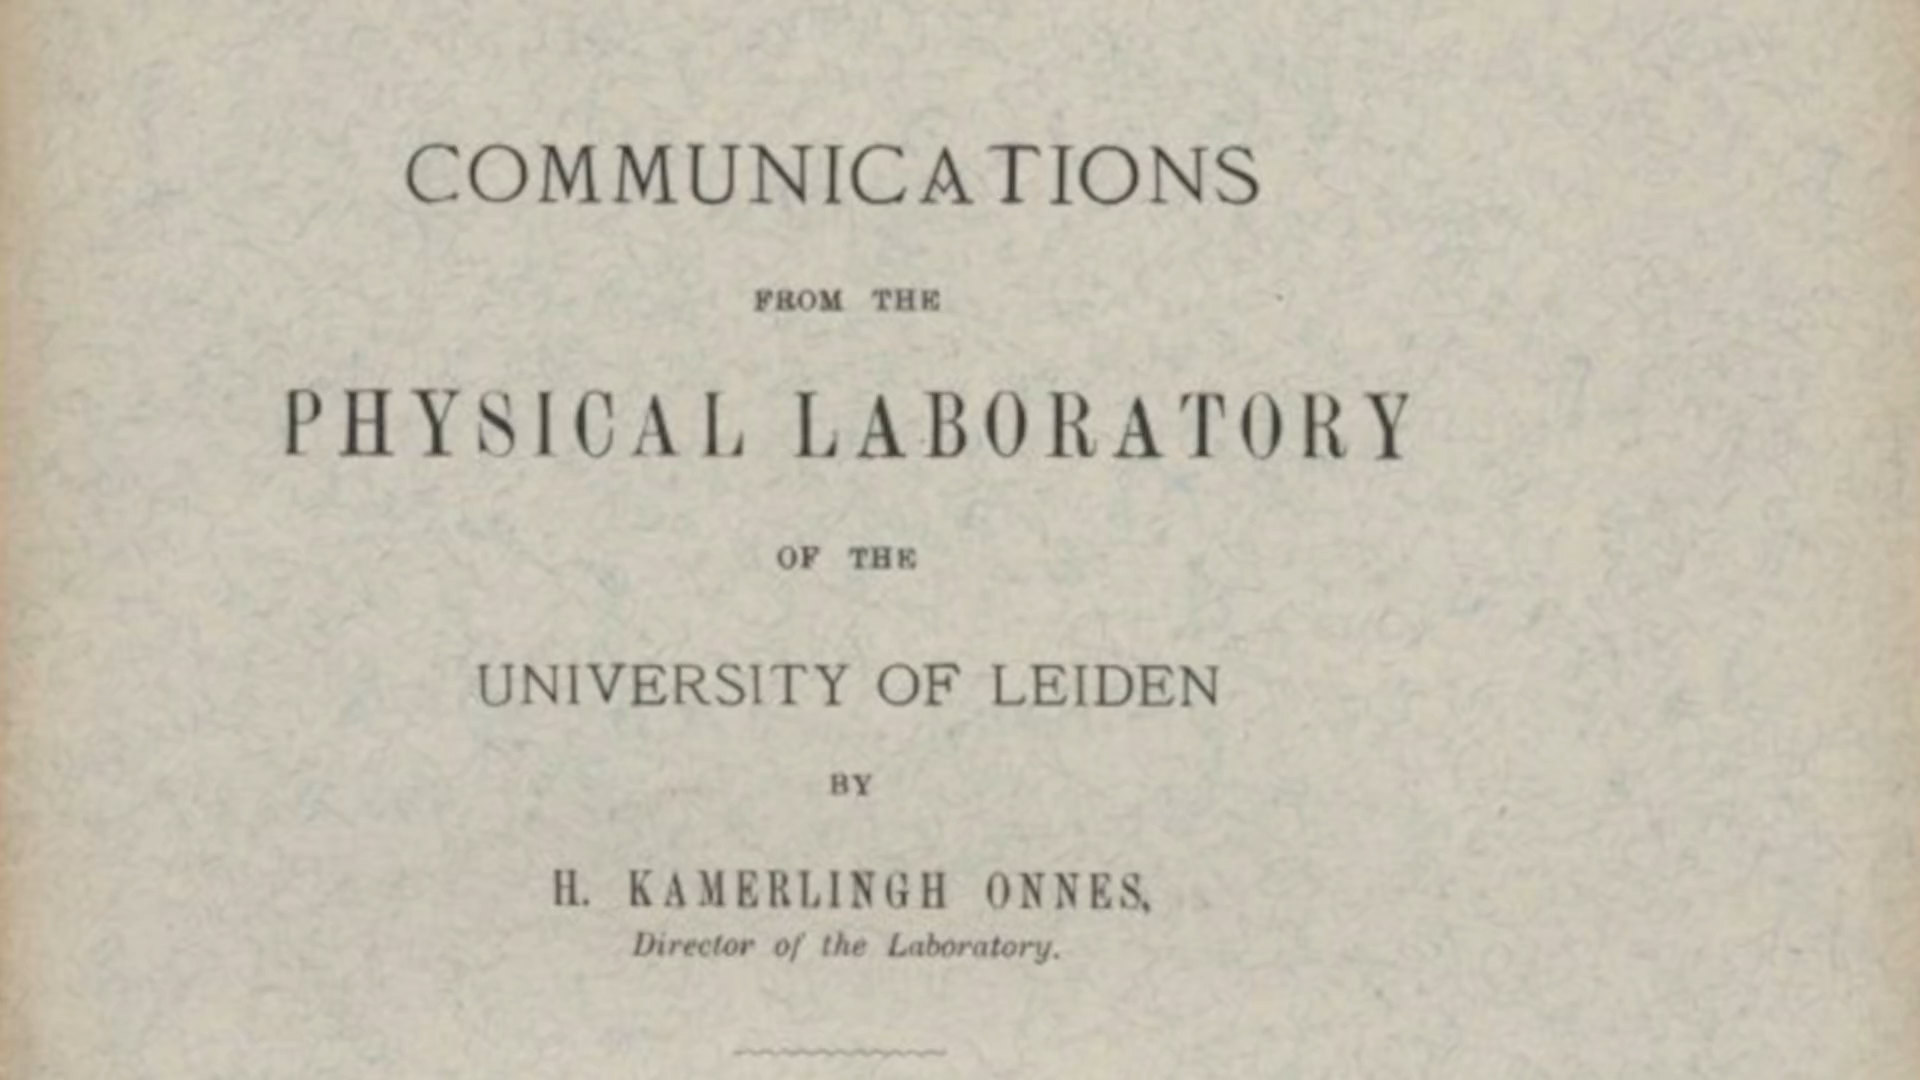 COMMUNICATIONS
FROM THE
PHYSICAL LABORATORY
OF THE
UNIVERSITY OF LEIDEN
BY
H. KAMERLINGH ONNES,
Director of the Laboratory.